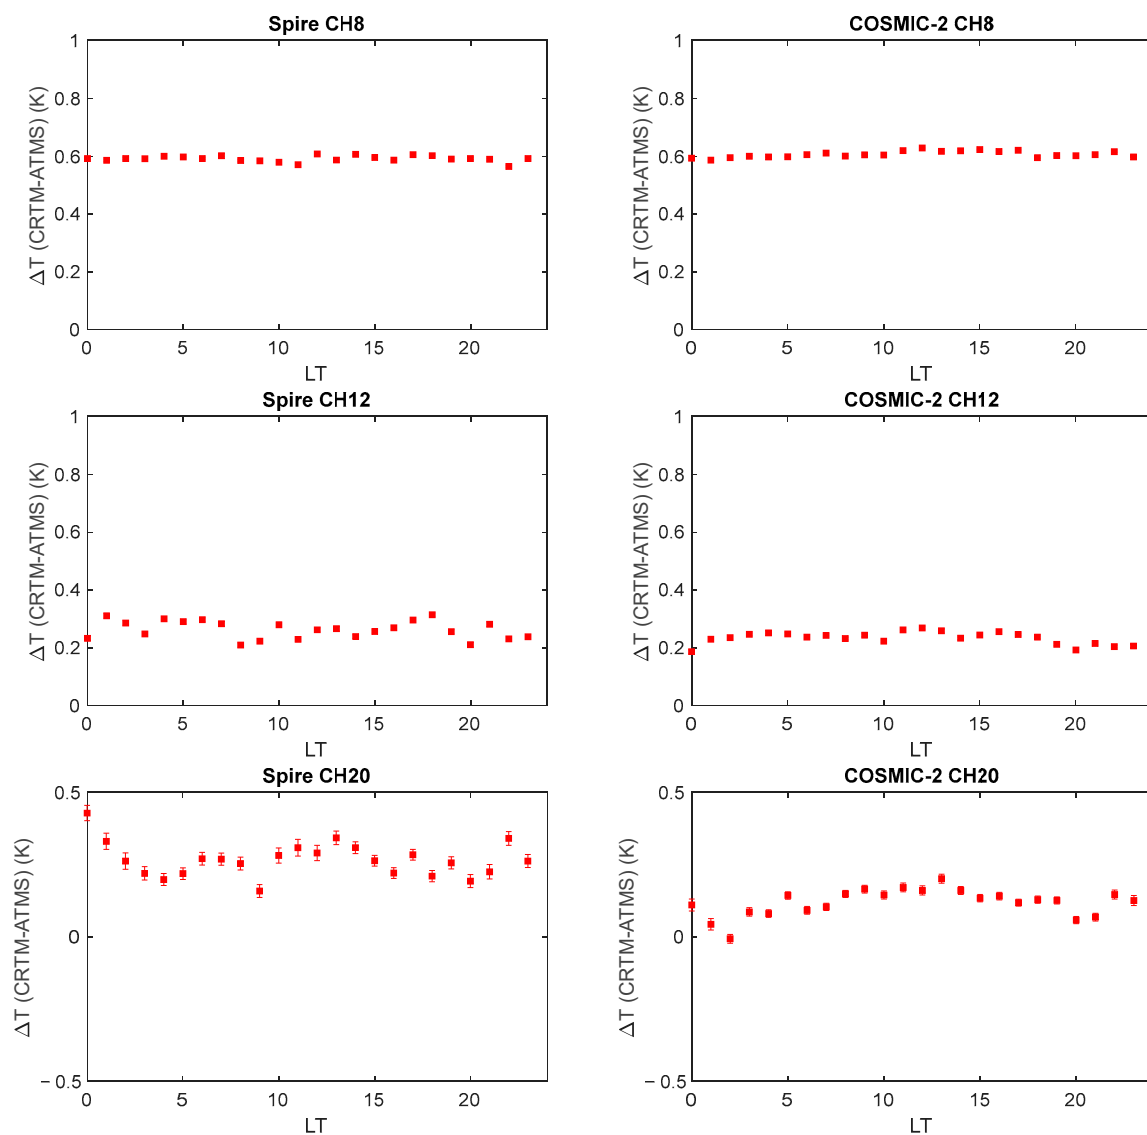 Spire CH8
COSMIC-2 CH8
ΔT (CRTM-ATMS) (K)
1
0.8
0.6
0.4
0.2
0
0 5 10 15 20
LT
ΔT (CRTM-ATMS) (K)
1
0.8
0.6
0.4
0.2
0
0 5 10 15 20
LT
Spire CH12
COSMIC-2 CH12
ΔT (CRTM-ATMS) (K)
1
0.8
0.6
0.4
0.2
0
0 5 10 15 20
LT
ΔT (CRTM-ATMS) (K)
1
0.8
0.6
0.4
0.2
0
0 5 10 15 20
LT
Spire CH20
COSMIC-2 CH20
ΔT (CRTM-ATMS) (K)
0.5
0
−0.5
0 5 10 15 20
LT
ΔT (CRTM-ATMS) (K)
0.5
0
−0.5
0 5 10 15 20
LT